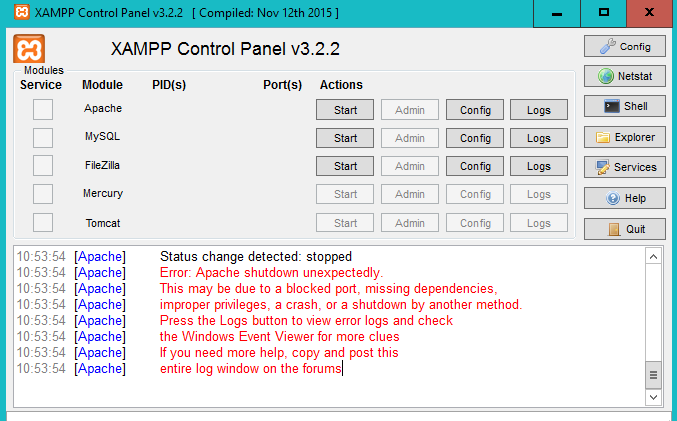 XAMPP Control Panel v3.2.2 [ Compiled: Nov 12th 2015 ]
XAMPP Control Panel v3.2.2
Config
Modules
Service Module PID(s) Port(s) Actions
Netstat
Apache Start Admin Config Logs
Shell
MySQL Start Admin Config Logs
Explorer
FileZilla Start Admin Config Logs
Services
Mercury Start Admin Config Logs
Help
Tomcat Start Admin Config Logs
Quit
10:53:54 [Apache] Status change detected: stopped
10:53:54 [Apache] Error: Apache shutdown unexpectedly.
10:53:54 [Apache] This may be due to a blocked port, missing dependencies,
10:53:54 [Apache] improper privileges, a crash, or a shutdown by another method.
10:53:54 [Apache] Press the Logs button to view error logs and check
10:53:54 [Apache] the Windows Event Viewer for more clues
10:53:54 [Apache] If you need more help, copy and post this
10:53:54 [Apache] entire log window on the forums